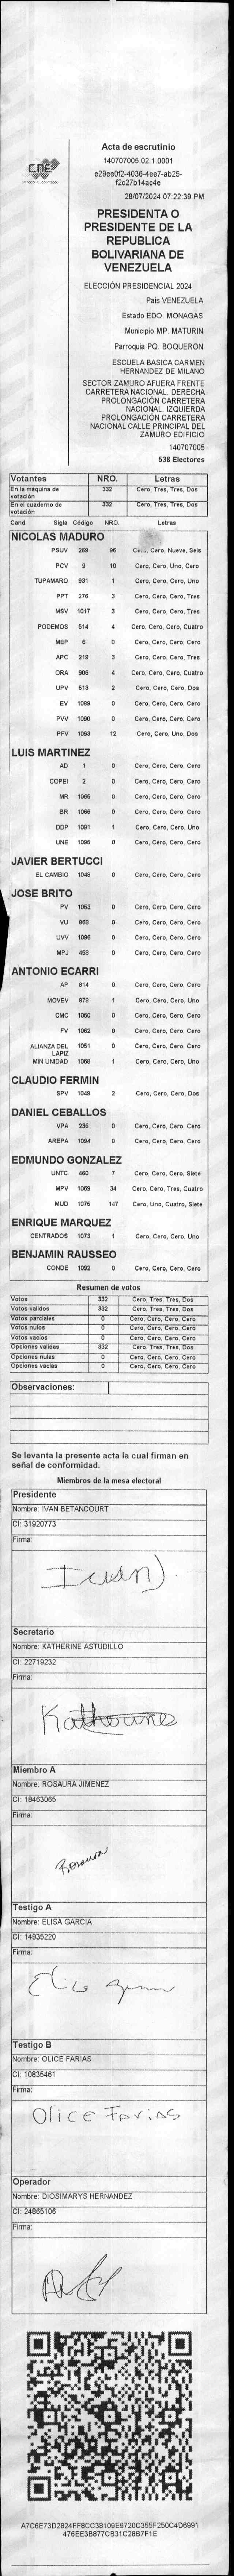 CNE
Acta de escrutinio
140707005.02.1.0001
e29ee0f2-4036-4ee7-ab25-
f2c27b14ac4e
28/07/2024 07:22:39 PM
PRESIDENTA O
PRESIDENTE DE LA
REPUBLICA
BOLIVARIANA DE
VENEZUELA
ELECCIÓN PRESIDENCIAL 2024
País VENEZUELA
Estado EDO. MONAGAS
Municipio MP. MATURIN
Parroquia PQ. BOQUERON
ESCUELA BASICA CARMEN
HERNANDEZ DE MILANO
SECTOR ZAMURO AFUERA FRENTE
CARRETERA NACIONAL. DERECHA
PROLONGACIÓN CARRETERA
NACIONAL. IZQUIERDA
PROLONGACIÓN CARRETERA
NACIONAL CALLE PRINCIPAL DEL
ZAMURO EDIFICIO
140707005
538 Electores
Votantes NRO. Letras
En la máquina de votación 332 Cero, Tres, Tres, Dos
En el cuaderno de votación 332 Cero, Tres, Tres, Dos
Cand. Sigla Código NRO. Letras
NICOLAS MADURO
PSUV 269 96 Cero, Cero, Nueve, Seis
PCV 9 10 Cero, Cero, Uno, Cero
TUPAMARO 931 1 Cero, Cero, Cero, Uno
PPT 276 3 Cero, Cero, Cero, Tres
MSV 1017 3 Cero, Cero, Cero, Tres
PODEMOS 514 4 Cero, Cero, Cero, Cuatro
MEP 6 0 Cero, Cero, Cero, Cero
APC 219 3 Cero, Cero, Cero, Tres
ORA 906 4 Cero, Cero, Cero, Cuatro
UPV 613 2 Cero, Cero, Cero, Dos
EV 1089 0 Cero, Cero, Cero, Cero
PVV 1090 0 Cero, Cero, Cero, Cero
PFV 1093 12 Cero, Cero, Uno, Dos
LUIS MARTINEZ
AD 1 0 Cero, Cero, Cero, Cero
COPEI 2 0 Cero, Cero, Cero, Cero
MR 1065 0 Cero, Cero, Cero, Cero
BR 1066 0 Cero, Cero, Cero, Cero
DDP 1091 1 Cero, Cero, Cero, Uno
UNE 1095 0 Cero, Cero, Cero, Cero
JAVIER BERTUCCI
EL CAMBIO 1048 0 Cero, Cero, Cero, Cero
JOSE BRITO
PV 1053 0 Cero, Cero, Cero, Cero
VU 868 0 Cero, Cero, Cero, Cero
UVV 1096 0 Cero, Cero, Cero, Cero
MPJ 458 0 Cero, Cero, Cero, Cero
ANTONIO ECARRI
AP 814 0 Cero, Cero, Cero, Cero
MOVEV 879 1 Cero, Cero, Cero, Uno
CMC 1050 0 Cero, Cero, Cero, Cero
FV 1062 0 Cero, Cero, Cero, Cero
ALIANZA DEL LAPIZ 1051 0 Cero, Cero, Cero, Cero
MIN UNIDAD 1068 1 Cero, Cero, Cero, Uno
CLAUDIO FERMIN
SPV 1049 2 Cero, Cero, Cero, Dos
DANIEL CEBALLOS
VPA 236 0 Cero, Cero, Cero, Cero
AREPA 1094 0 Cero, Cero, Cero, Cero
EDMUNDO GONZALEZ
UNTC 460 Cero, Cero, Cero, Siete
MPV 1069 34 Cero, Cero, Tres, Cuatro
MUD 1075 147 Cero, Uno, Cuatro, Siete
ENRIQUE MARQUEZ
CENTRADOS 1073 1 Cero, Cero, Cero, Uno
BENJAMIN RAUSSEO
CONDE 1092 0 Cero, Cero, Cero, Cero
Resumen de votos
Votos 332 Cero, Tres, Tres, Dos
Votos validos 332 Cero, Tres, Tres, Dos
Votos parciales 0 Cero, Cero, Cero, Cero
Votos nulos 0 Cero, Cero, Cero, Cero
Votos vacios 0 Cero, Cero, Cero, Cero
Opciones validas 332 Cero, Tres, Tres, Dos
Opciones nulas 0 Cero, Cero, Cero, Cero
Opciones vacias 0 Cero, Cero, Cero, Cero
Observaciones:
Se levanta la presente acta la cual firman en
señal de conformidad.
Miembros de la mesa electoral
Presidente
Nombre: IVAN BETANCOURT
CI: 31920773
Firma:
Ivan
Secretario
Nombre: KATHERINE ASTUDILLO
CI: 22719232
Firma:
Katherine
Miembro A
Nombre: ROSAURA JIMENEZ
CI: 18463065
Firma:
Rosaura
Testigo A
Nombre: ELISA GARCIA
CI: 14935220
Firma:
Testigo B
Nombre: OLICE FARIAS
CI: 10835461
Firma:
Olice Farias
Operador
Nombre: DIOSIMARYS HERNANDEZ
CI: 24865106
Firma:
A7C6E73D2824FF8CC38109E9720C355F250C4D6991
476EE3B877CB31C28B7F1E